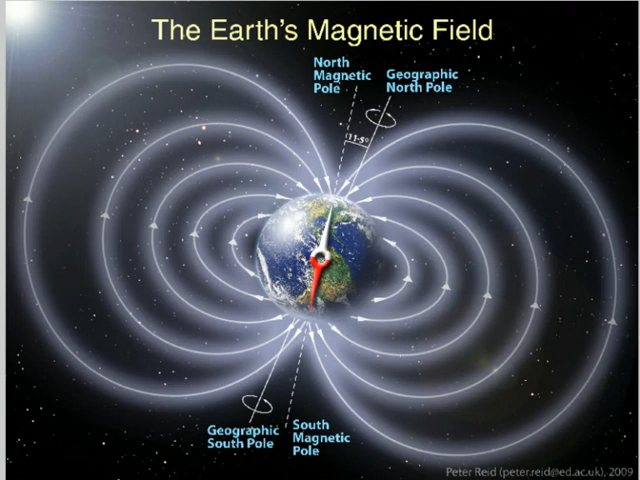 The Earth's Magnetic Field
North
Magnetic
Pole
Geographic
North Pole
11.5°
Geographic
South Pole
South
Magnetic
Pole
Peter Reid (peter.reid@ed.ac.uk), 2009